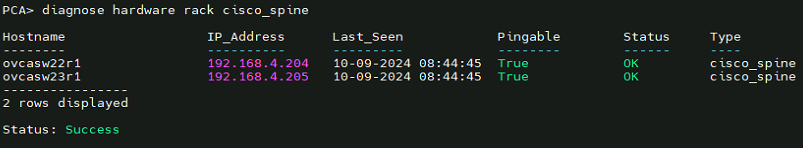 PCA> diagnose hardware rack cisco_spine
Hostname IP_Address Last_Seen Pingable Status Type
-------- ---------- --------- -------- ------ ----
ovcasw22r1 192.168.4.204 10-09-2024 08:44:45 True OK cisco_spine
ovcasw23r1 192.168.4.205 10-09-2024 08:44:45 True OK cisco_spine
----------------
2 rows displayed
Status: Success